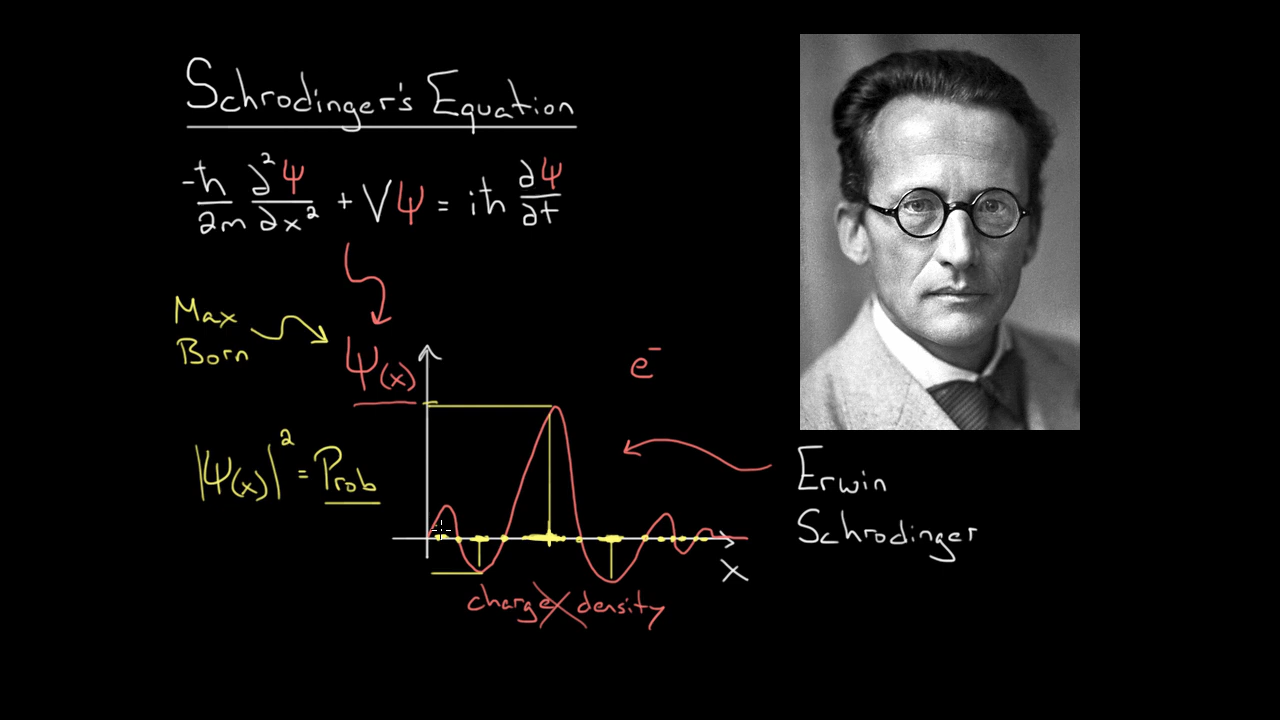 Schrodinger's Equation
-ħ/2m ∂²Ψ/∂x² + VΨ = iħ ∂Ψ/∂t
Max
Born
Ψ(x)
e⁻
|Ψ(x)|² = Prob
x
charge density
Erwin
Schrodinger